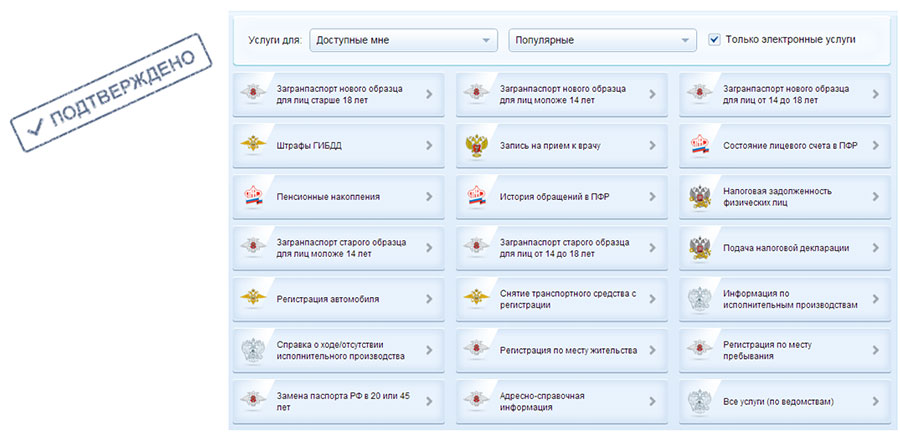 ПОДТВЕРЖДЕНО
Услуги для: Доступные мне Популярные Только электронные услуги
Загранпаспорт нового образца
для лиц старше 18 лет
Загранпаспорт нового образца
для лиц моложе 14 лет
Загранпаспорт нового образца
для лиц от 14 до 18 лет
Штрафы ГИБДД
Запись на прием к врачу
Состояние лицевого счета в ПФР
Пенсионные накопления
История обращений в ПФР
Налоговая задолженность
физических лиц
Загранпаспорт старого образца
для лиц моложе 14 лет
Загранпаспорт старого образца
для лиц от 14 до 18 лет
Подача налоговой декларации
Регистрация автомобиля
Снятие транспортного средства с
регистрации
Информация по
исполнительным производствам
Справка о ходе/отсутствии
исполнительного производства
Регистрация по месту жительства
Регистрация по месту
пребывания
Замена паспорта РФ в 20 или 45
лет
Адресно-справочная
информация
Все услуги (по ведомствам)